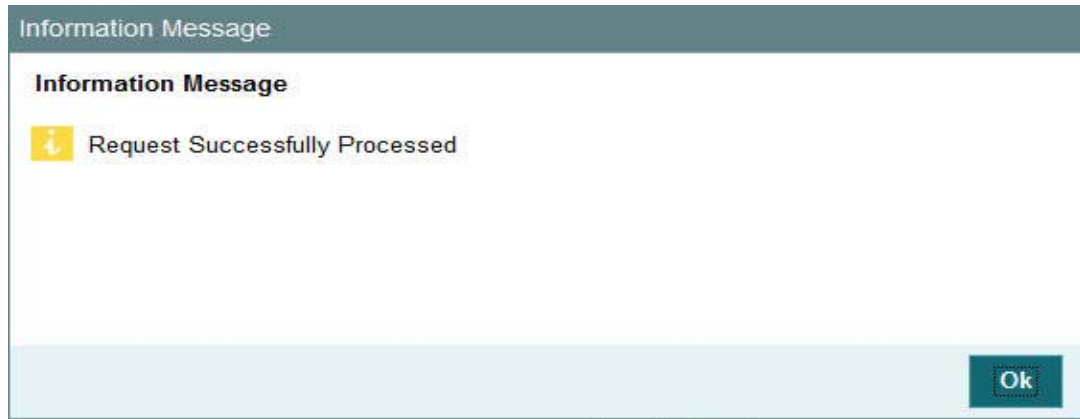 Information Message
Information Message
i Request Successfully Processed
Ok